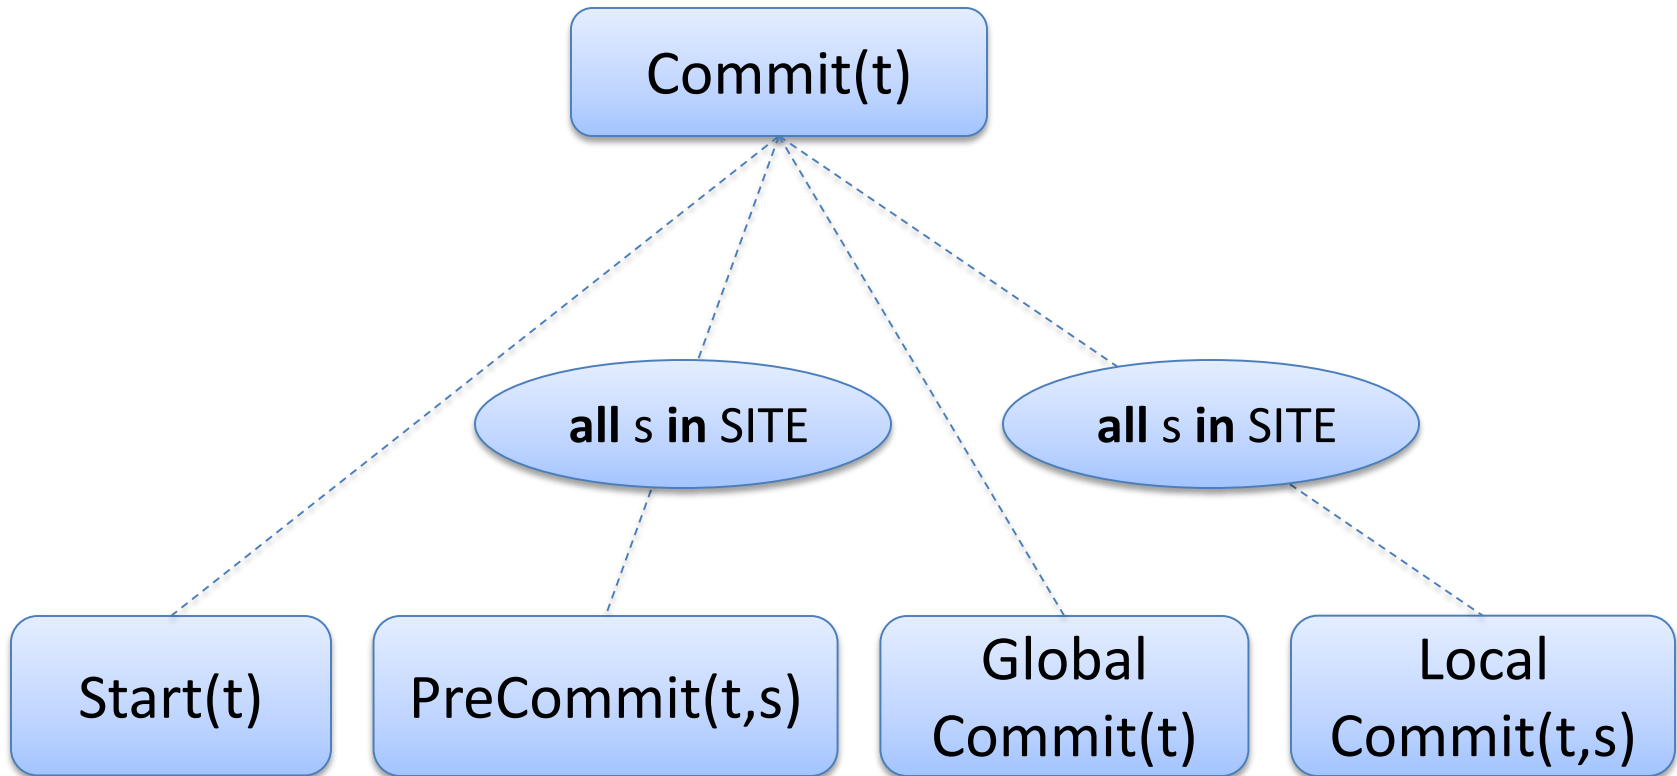 Commit(t)
all s in SITE
all s in SITE
Start(t)
PreCommit(t,s)
Global
Commit(t)
Local
Commit(t,s)